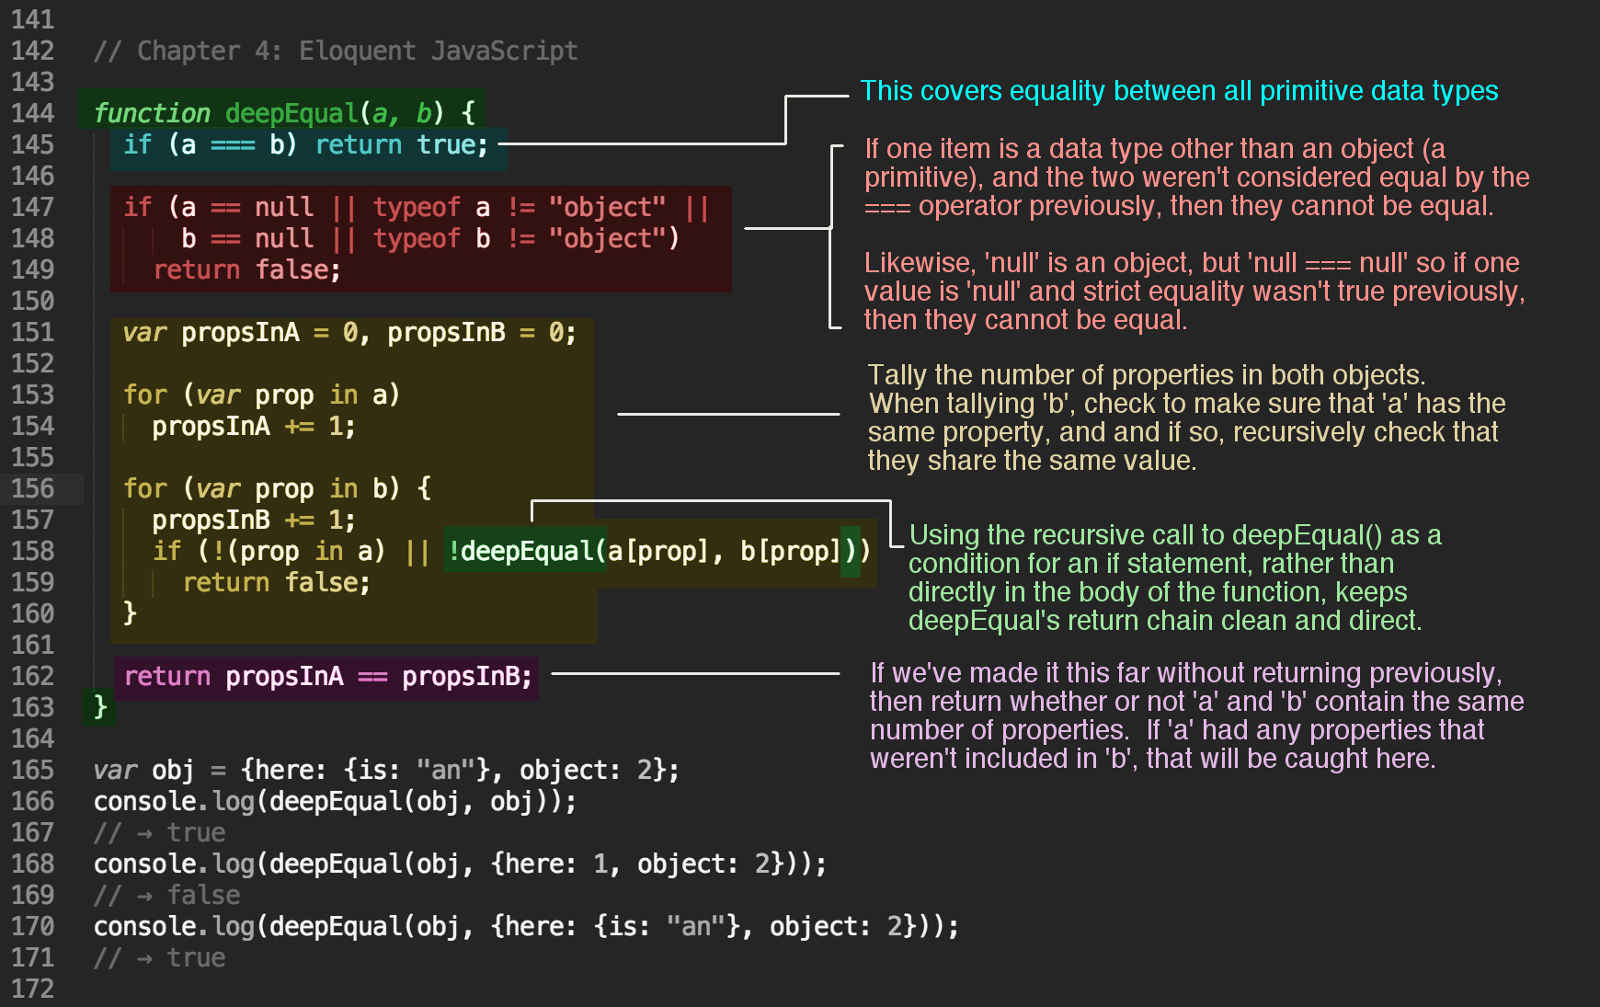 141
142 // Chapter 4: Eloquent JavaScript
143
This covers equality between all primitive data types
144 function deepEqual(a, b) {
145 if (a === b) return true;
146
If one item is a data type other than an object (a
primitive), and the two weren't considered equal by the
=== operator previously, then they cannot be equal.
147 if (a == null || typeof a != "object" ||
148 b == null || typeof b != "object")
149 return false;
150
Likewise, 'null' is an object, but 'null === null' so if one
value is 'null' and strict equality wasn't true previously,
then they cannot be equal.
151 var propsInA = 0, propsInB = 0;
152
153 for (var prop in a)
154 propsInA += 1;
155
Tally the number of properties in both objects.
When tallying 'b', check to make sure that 'a' has the
same property, and and if so, recursively check that
they share the same value.
156 for (var prop in b) {
157 propsInB += 1;
158 if (!(prop in a) || !deepEqual(a[prop], b[prop]))
159 return false;
160 }
161
Using the recursive call to deepEqual() as a
condition for an if statement, rather than
directly in the body of the function, keeps
deepEqual's return chain clean and direct.
162 return propsInA == propsInB;
163 }
164
If we've made it this far without returning previously,
then return whether or not 'a' and 'b' contain the same
number of properties. If 'a' had any properties that
weren't included in 'b', that will be caught here.
165 var obj = {here: {is: "an"}, object: 2};
166 console.log(deepEqual(obj, obj));
167 // → true
168 console.log(deepEqual(obj, {here: 1, object: 2}));
169 // → false
170 console.log(deepEqual(obj, {here: {is: "an"}, object: 2}));
171 // → true
172